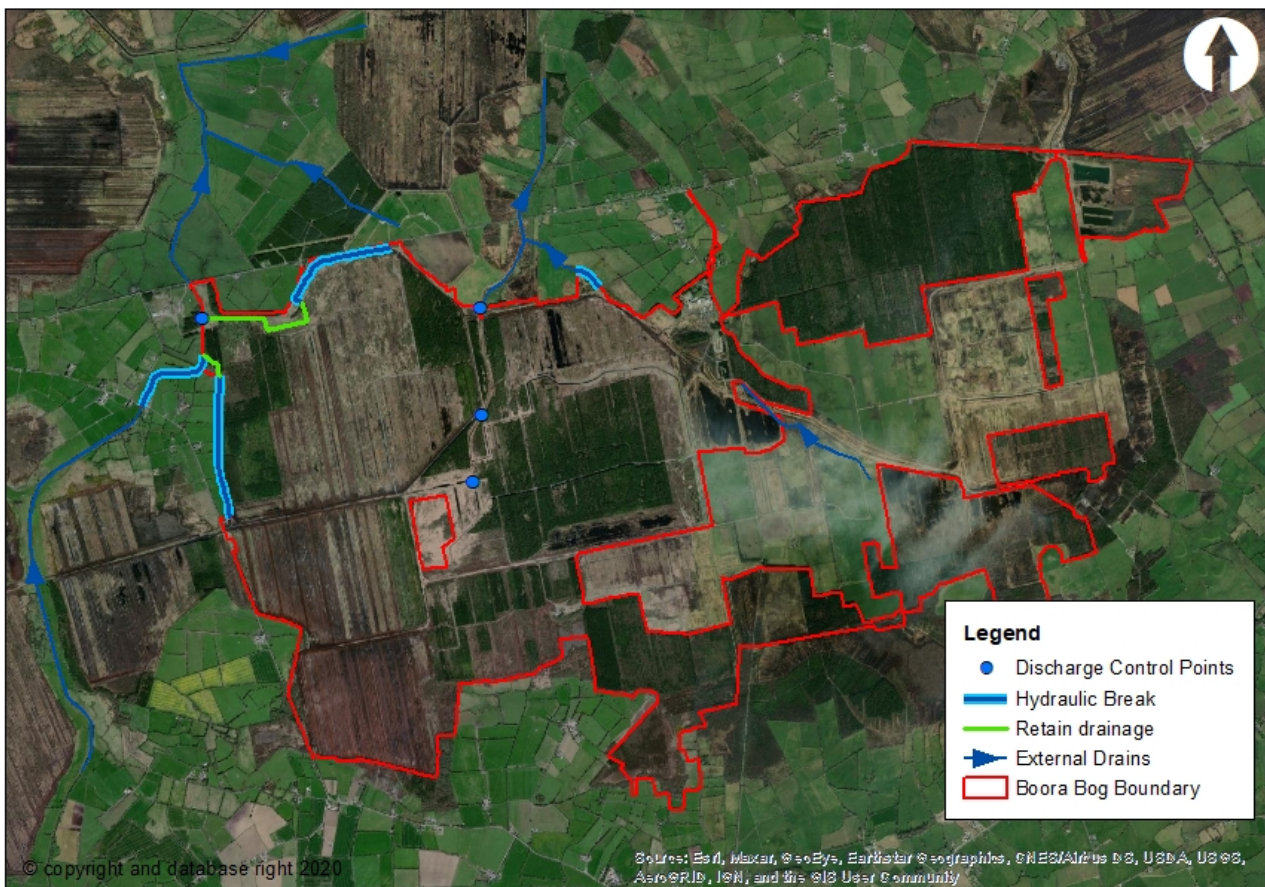 Legend
Discharge Control Points
Hydraulic Break
Retain drainage
External Drains
Boora Bog Boundary
© copyright and database right 2020
Source: Esri, Maxar, GeoEye, Earthstar Geographics, CNES/Airbus DS, USDA, USGS,
AeroGRID, IGN, and the GIS User Community